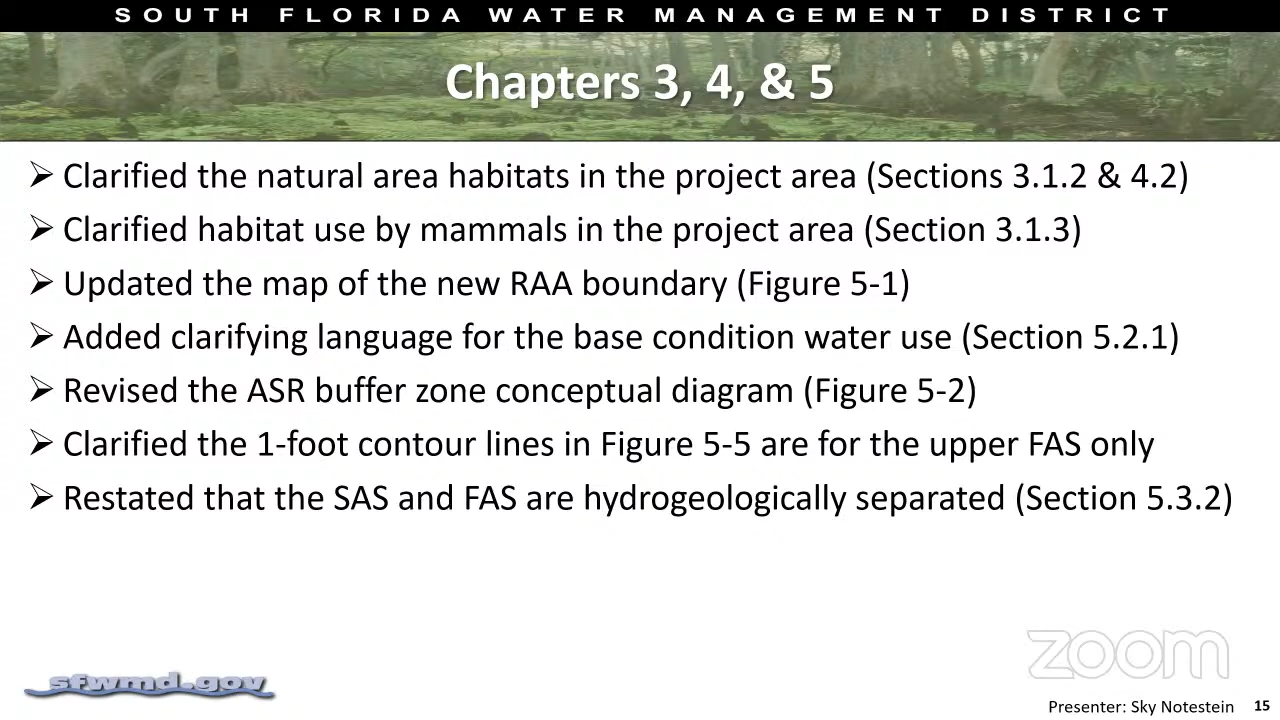 SOUTH FLORIDA WATER MANAGEMENT DISTRICT
Chapters 3, 4, & 5
➢ Clarified the natural area habitats in the project area (Sections 3.1.2 & 4.2)
➢ Clarified habitat use by mammals in the project area (Section 3.1.3)
➢ Updated the map of the new RAA boundary (Figure 5-1)
➢ Added clarifying language for the base condition water use (Section 5.2.1)
➢ Revised the ASR buffer zone conceptual diagram (Figure 5-2)
➢ Clarified the 1-foot contour lines in Figure 5-5 are for the upper FAS only
➢ Restated that the SAS and FAS are hydrogeologically separated (Section 5.3.2)
zoom
sfwmd.gov
Presenter: Sky Notestein 15